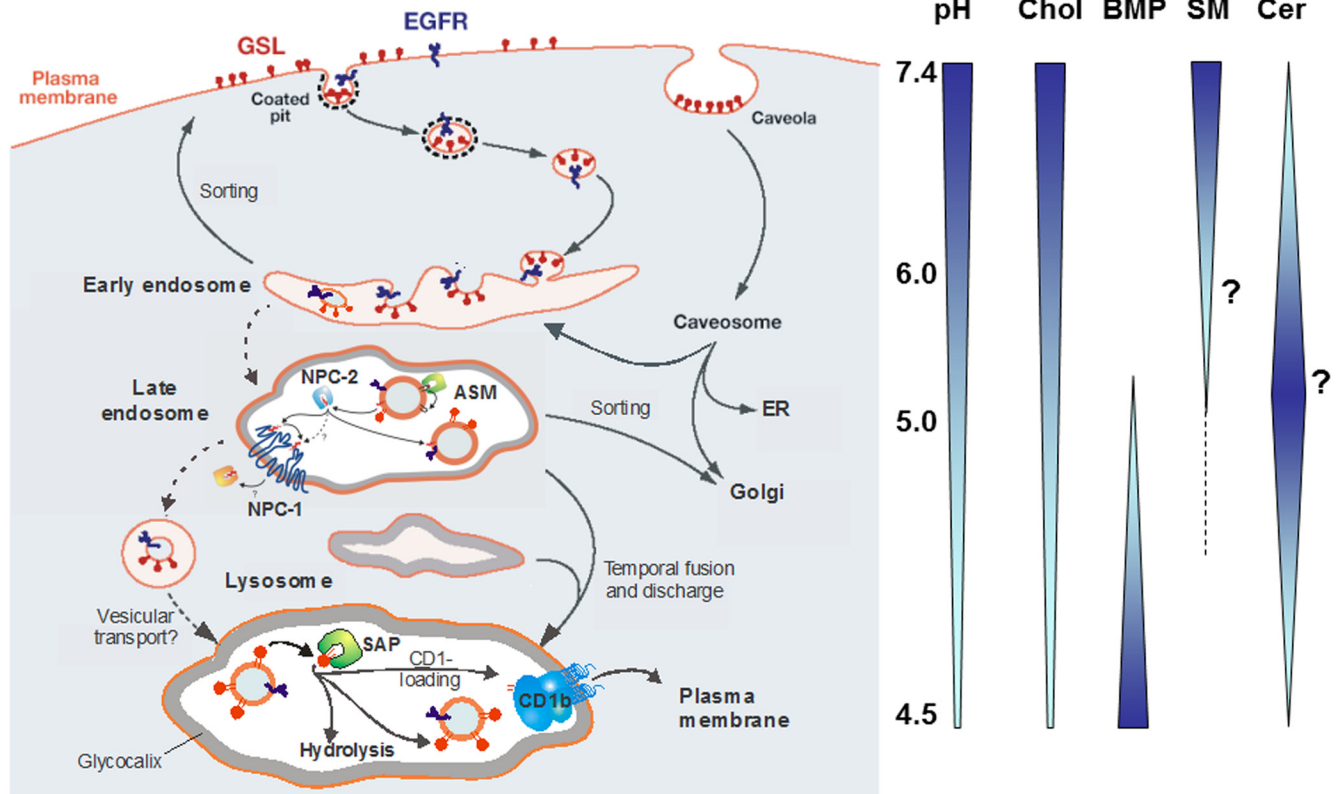 EGFR
GSL
Plasma
membrane
Coated
pit
Caveola
Sorting
Early endosome
Caveosome
Late
endosome
NPC-2
ASM
?
?
NPC-1
Sorting
ER
Golgi
Lysosome
Temporal fusion
and discharge
Vesicular
transport?
SAP
CD1-
loading
CD1b
Plasma
membrane
Hydrolysis
Glycocalix
pH Chol BMP SM Cer
7.4
6.0
?
?
5.0
4.5